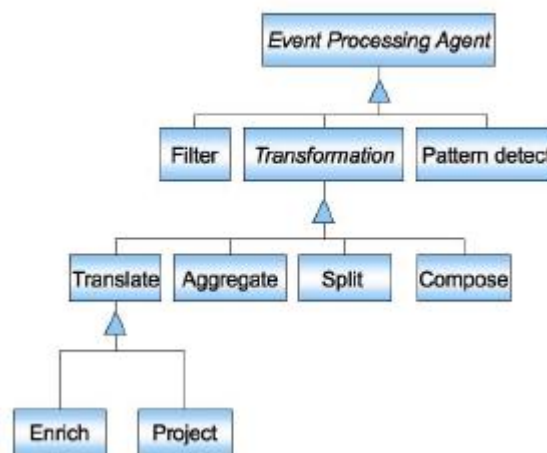 Event Processing Agent
Filter
Transformation
Pattern detect
Translate
Aggregate
Split
Compose
Enrich
Project